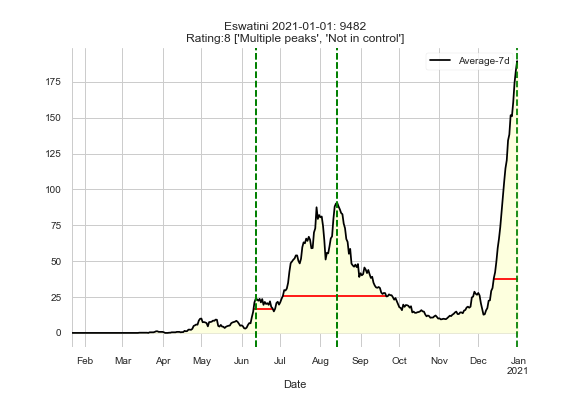 Eswatini 2021-01-01: 9482
Rating:8 ['Multiple peaks', 'Not in control']
Average-7d
175
150
125
100
75
50
25
0
Feb Mar Apr May Jun Jul Aug Sep Oct Nov Dec Jan
2021
Date